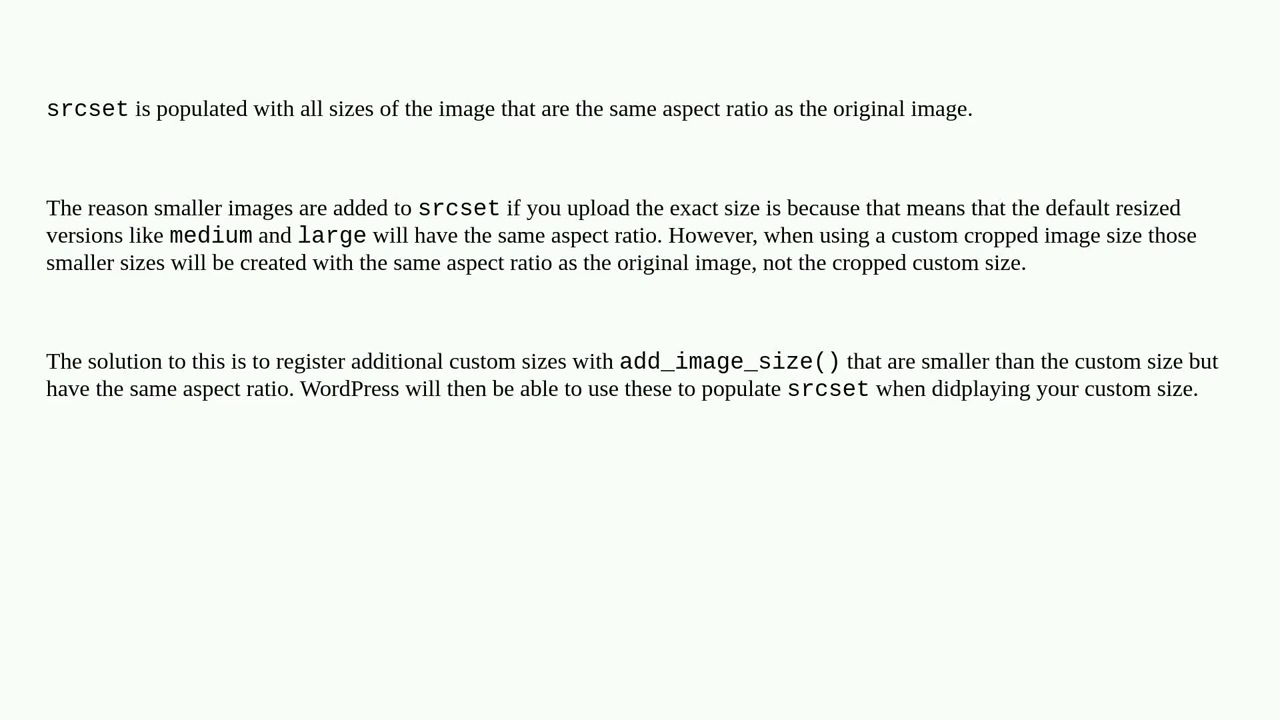 srcset is populated with all sizes of the image that are the same aspect ratio as the original image.
The reason smaller images are added to srcset if you upload the exact size is because that means that the default resized
versions like medium and large will have the same aspect ratio. However, when using a custom cropped image size those
smaller sizes will be created with the same aspect ratio as the original image, not the cropped custom size.
The solution to this is to register additional custom sizes with add_image_size() that are smaller than the custom size but
have the same aspect ratio. WordPress will then be able to use these to populate srcset when didplaying your custom size.